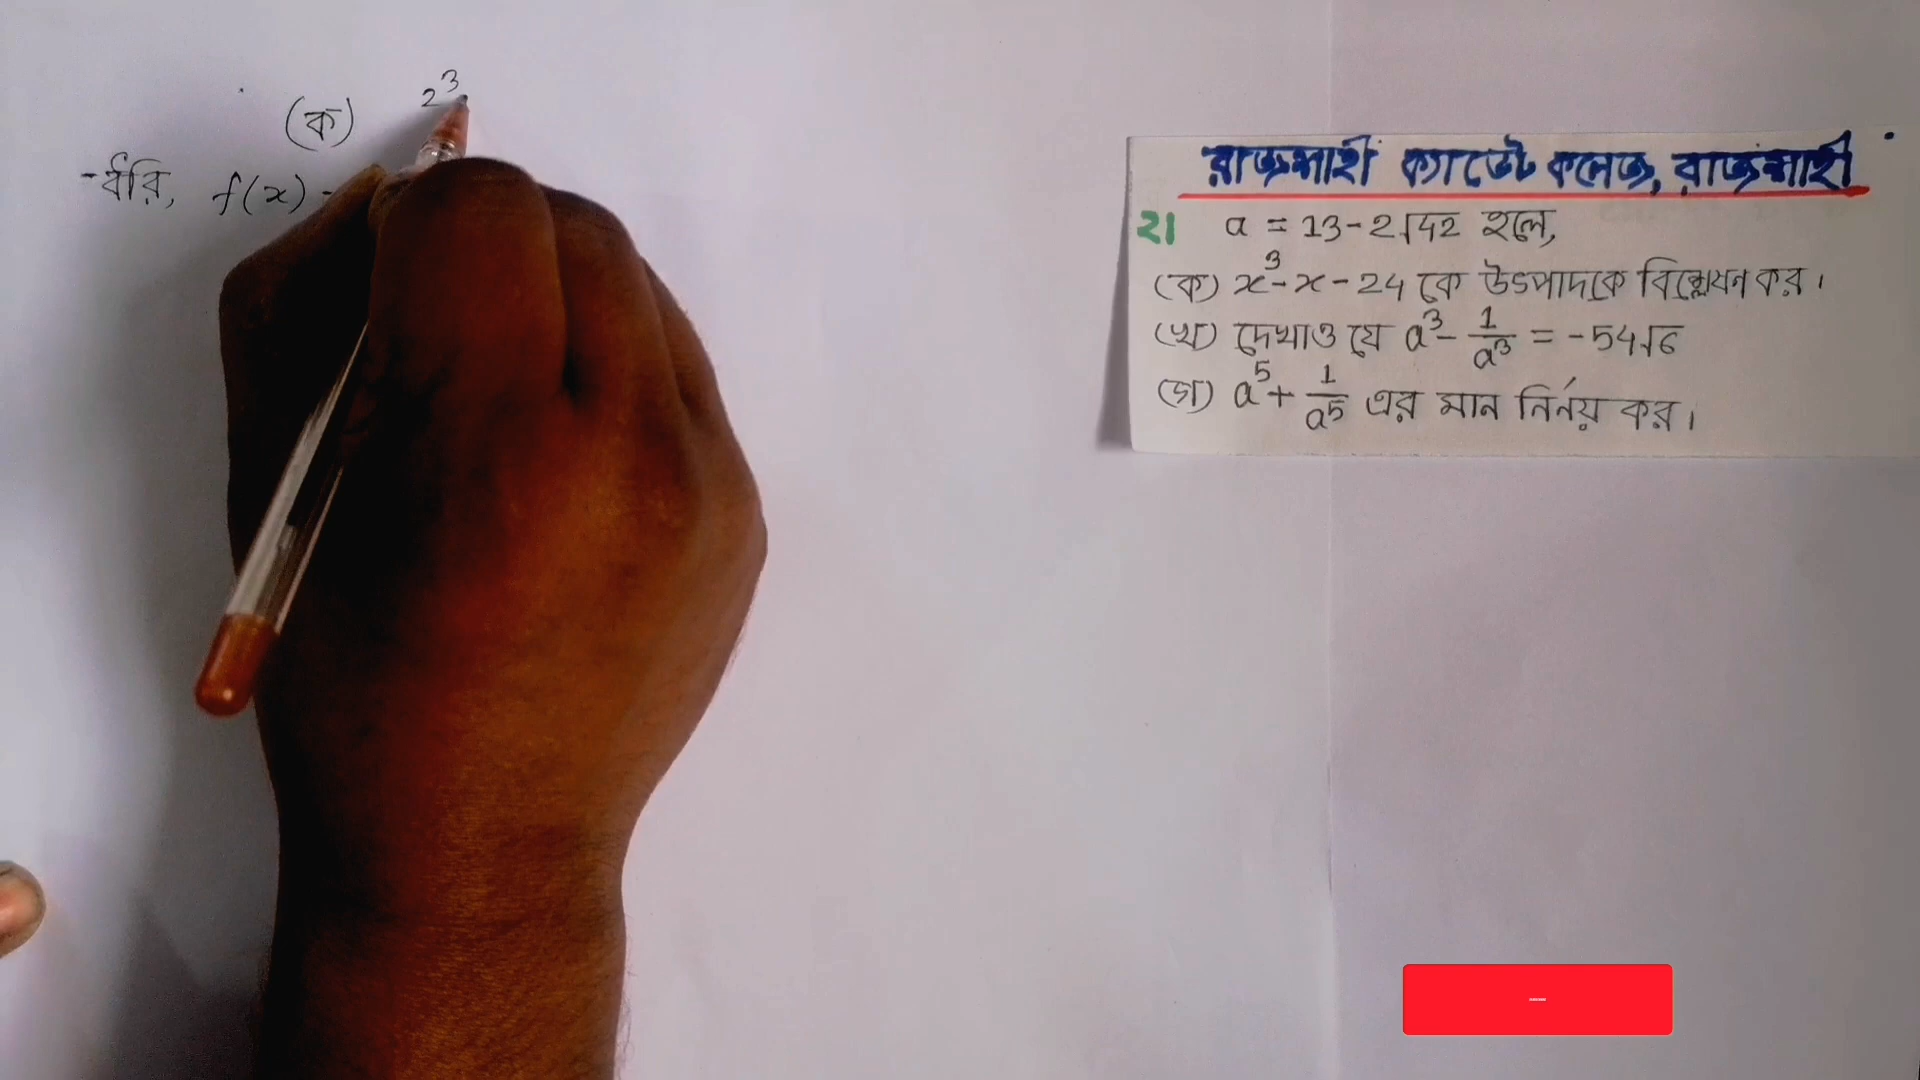 (ক) 2³
ধরি, f(x) -
রাজশাহী ক্যাডেট কলেজ, রাজশাহী
২। a = 13-2√42 হলে,
(ক) x³-x-24 কে উৎপাদকে বিশ্লেষণ কর।
(খ) দেখাও যে a³ - 1/a³ = -54√6
(গ) a⁵ + 1/a⁵ এর মান নির্নয় কর।